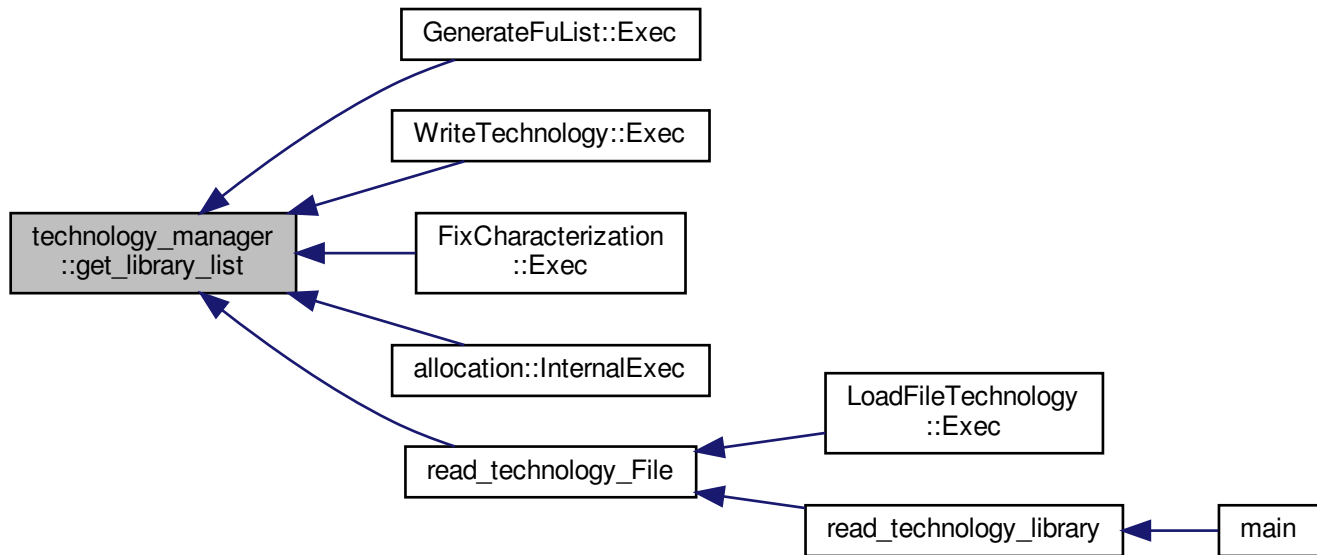 GenerateFuList::Exec
WriteTechnology::Exec
technology_manager
::get_library_list
FixCharacterization
::Exec
allocation::InternalExec
LoadFileTechnology
::Exec
read_technology_File
read_technology_library
main